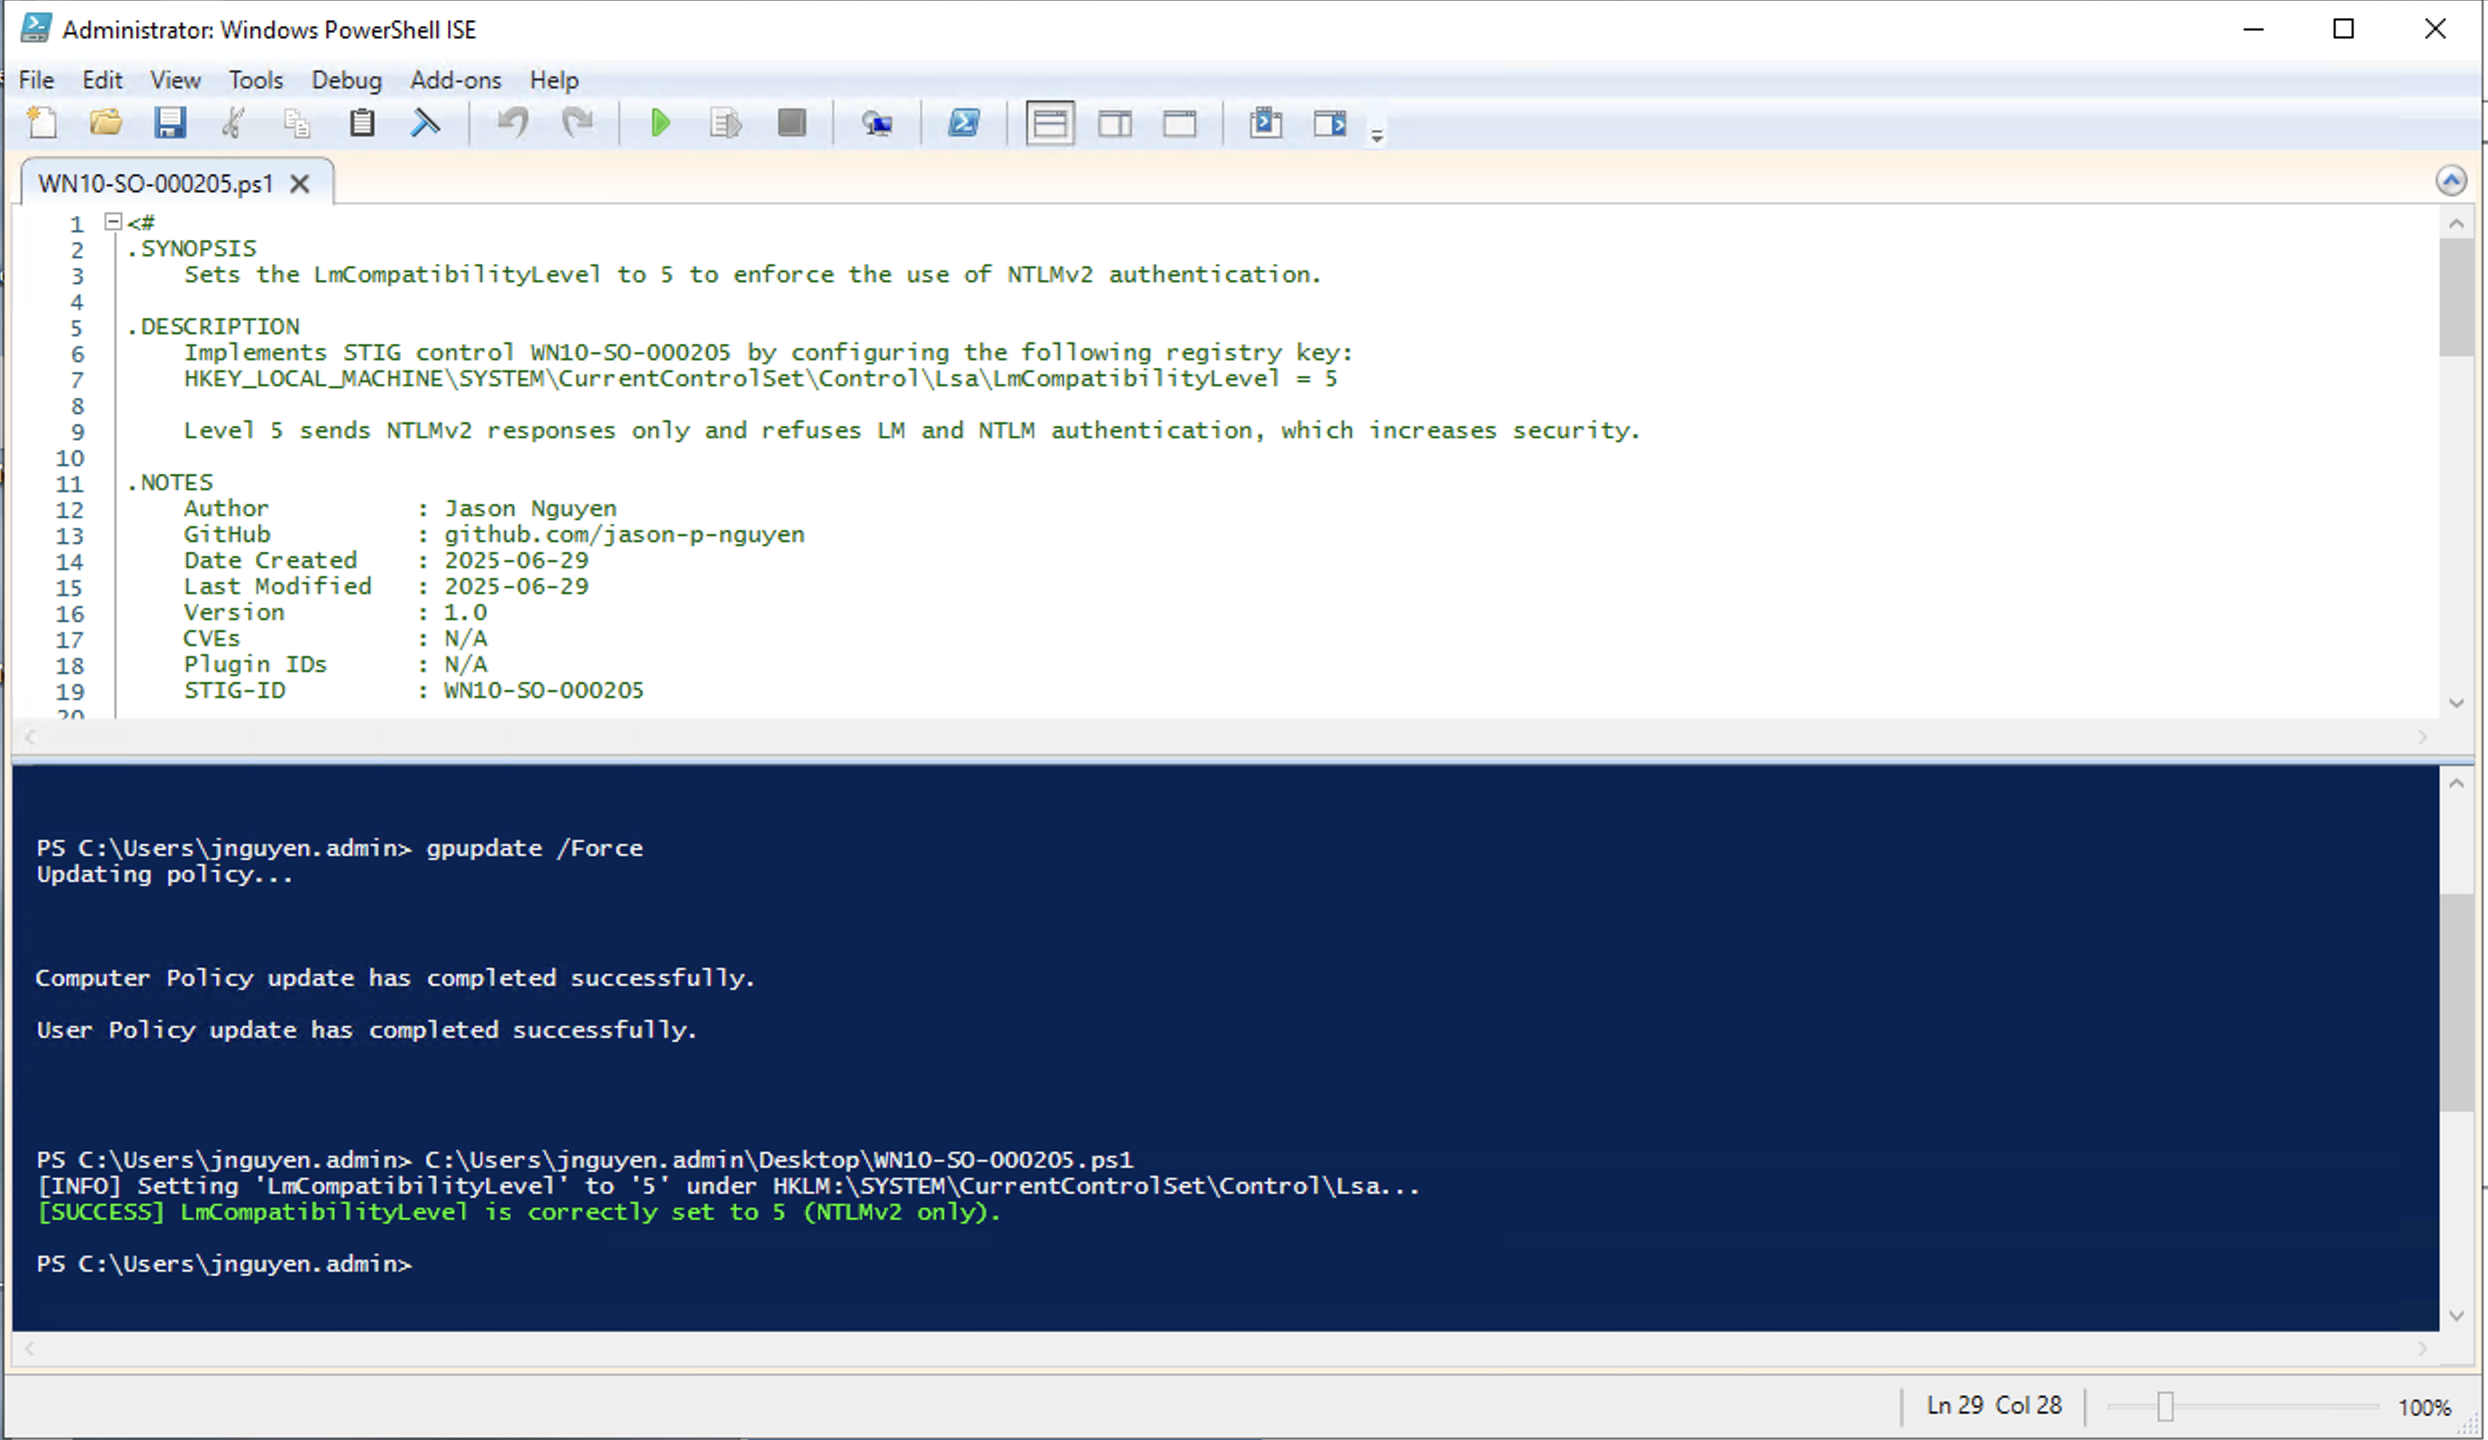 Administrator: Windows PowerShell ISE
File Edit View Tools Debug Add-ons Help
WN10-SO-000205.ps1
1 <#
2 .SYNOPSIS
3 Sets the LmCompatibilityLevel to 5 to enforce the use of NTLMv2 authentication.
4
5 .DESCRIPTION
6 Implements STIG control WN10-SO-000205 by configuring the following registry key:
7 HKEY_LOCAL_MACHINE\SYSTEM\CurrentControlSet\Control\Lsa\LmCompatibilityLevel = 5
8
9 Level 5 sends NTLMv2 responses only and refuses LM and NTLM authentication, which increases security.
10
11 .NOTES
12 Author : Jason Nguyen
13 GitHub : github.com/jason-p-nguyen
14 Date Created : 2025-06-29
15 Last Modified : 2025-06-29
16 Version : 1.0
17 CVEs : N/A
18 Plugin IDs : N/A
19 STIG-ID : WN10-SO-000205
20
PS C:\Users\jnguyen.admin> gpupdate /Force
Updating policy...
Computer Policy update has completed successfully.
User Policy update has completed successfully.
PS C:\Users\jnguyen.admin> C:\Users\jnguyen.admin\Desktop\WN10-SO-000205.ps1
[INFO] Setting 'LmCompatibilityLevel' to '5' under HKLM:\SYSTEM\CurrentControlSet\Control\Lsa...
[SUCCESS] LmCompatibilityLevel is correctly set to 5 (NTLMv2 only).
PS C:\Users\jnguyen.admin>
Ln 29 Col 28 100%